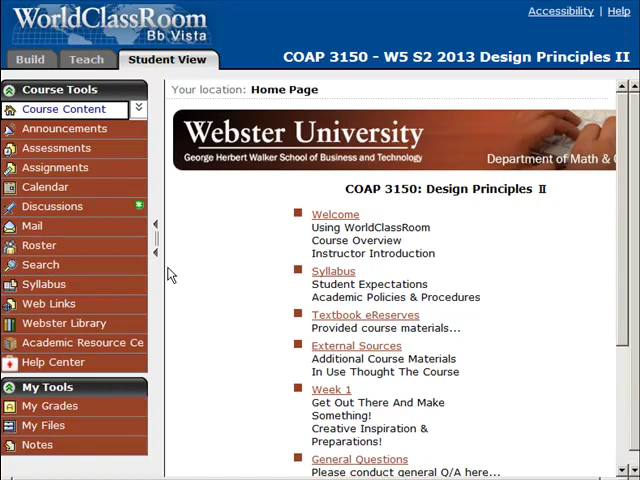 WorldClassRoom
Bb Vista
Accessibility | Help
Build
Teach
Student View
COAP 3150 - W5 S2 2013 Design Principles II
Course Tools
Course Content
Announcements
Assessments
Assignments
Calendar
Discussions
Mail
Roster
Search
Syllabus
Web Links
Webster Library
Academic Resource Ce
Help Center
My Tools
My Grades
My Files
Notes
Your location: Home Page
Webster University
George Herbert Walker School of Business and Technology
Department of Math &
COAP 3150: Design Principles II
Welcome
Using WorldClassRoom
Course Overview
Instructor Introduction
Syllabus
Student Expectations
Academic Policies & Procedures
Textbook eReserves
Provided course materials...
External Sources
Additional Course Materials
In Use Thought The Course
Week 1
Get Out There And Make
Something!
Creative Inspiration &
Preparations!
General Questions
Please conduct general Q/A here...